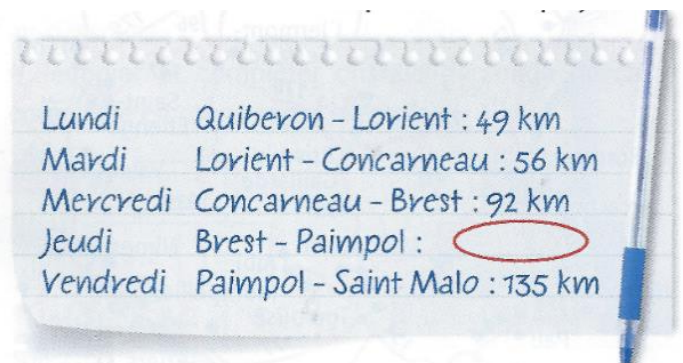 Lundi Quiberon - Lorient : 49 km
Mardi Lorient - Concarneau : 56 km
Mercredi Concarneau - Brest : 92 km
Jeudi Brest - Paimpol :
Vendredi Paimpol - Saint Malo : 135 km